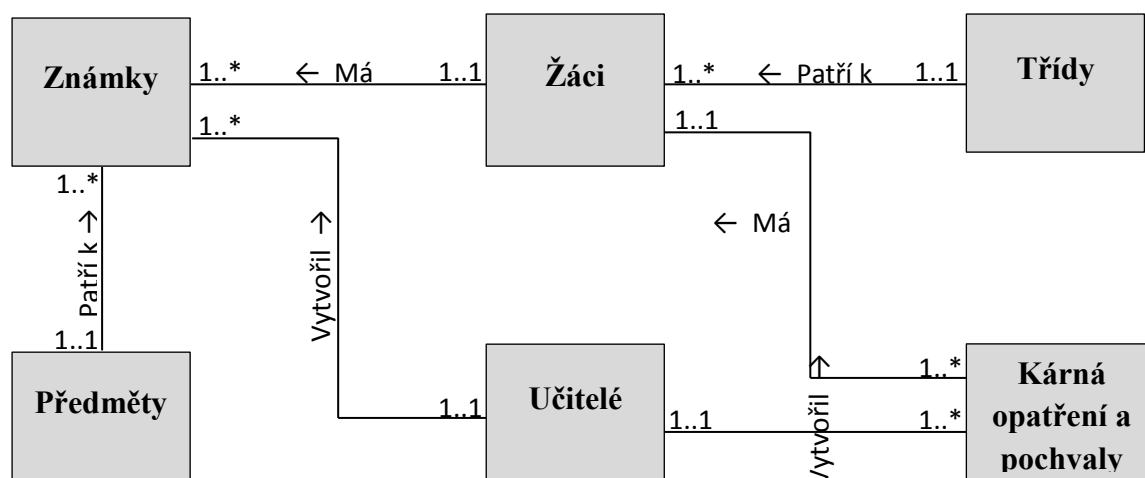 Známky
1..* ← Má 1..1
Žáci
1..* ← Patří k 1..1
Třídy
1..*
1..1
1..*
Patří k →
1..1
Vytvořil →
← Má
Předměty
1..1
Učitelé
1..1
1..*
1..*
Vytvořil →
Kárná
opatření a
pochvaly